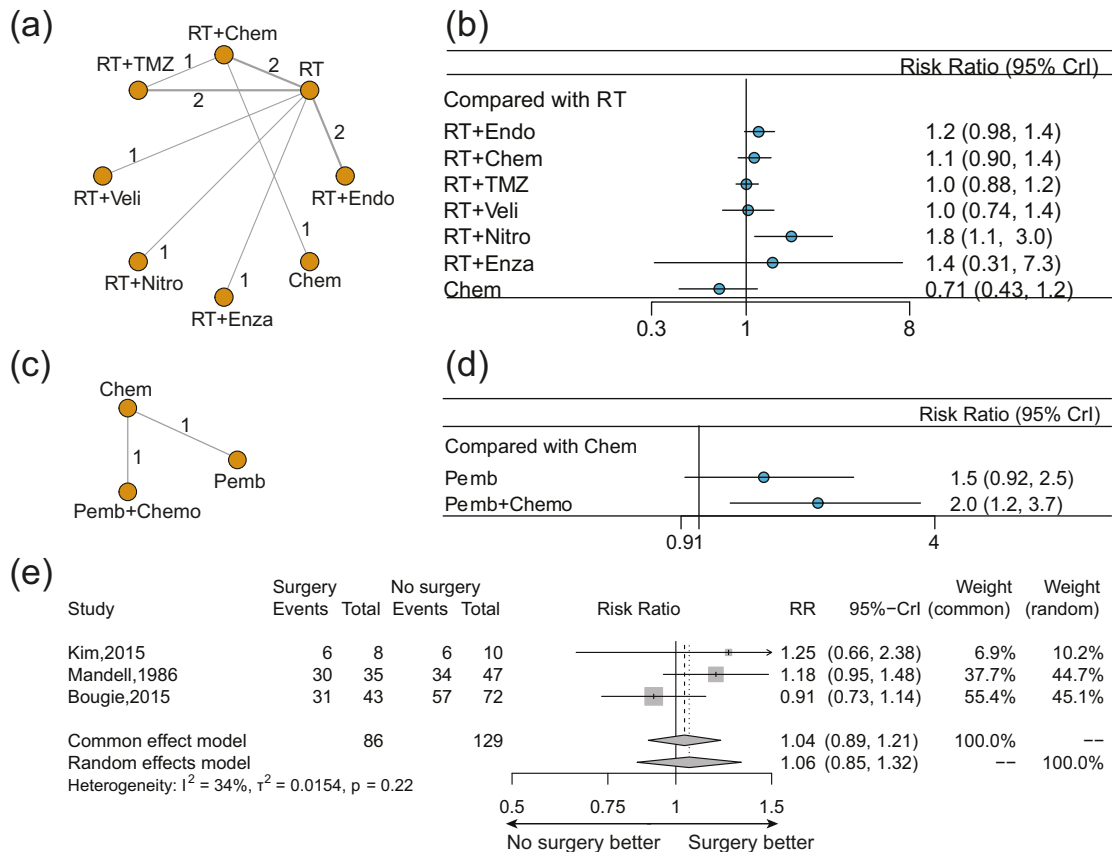 (a)
RT+Chem
RT+TMZ
1
2
RT
2
2
1
RT+Veli
RT+Endo
1
1
1
RT+Nitro
Chem
RT+Enza
(b)
Risk Ratio (95% CrI)
Compared with RT
RT+Endo 1.2 (0.98, 1.4)
RT+Chem 1.1 (0.90, 1.4)
RT+TMZ 1.0 (0.88, 1.2)
RT+Veli 1.0 (0.74, 1.4)
RT+Nitro 1.8 (1.1, 3.0)
RT+Enza 1.4 (0.31, 7.3)
Chem 0.71 (0.43, 1.2)
0.3 1 8
(c)
Chem
1
1
Pemb
Pemb+Chemo
(d)
Risk Ratio (95% CrI)
Compared with Chem
Pemb 1.5 (0.92, 2.5)
Pemb+Chemo 2.0 (1.2, 3.7)
0.91 4
(e)
Surgery No surgery Weight Weight
Study Events Total Events Total Risk Ratio RR 95%−CrI (common) (random)
Kim,2015 6 8 6 10 1.25 (0.66, 2.38) 6.9% 10.2%
Mandell,1986 30 35 34 47 1.18 (0.95, 1.48) 37.7% 44.7%
Bougie,2015 31 43 57 72 0.91 (0.73, 1.14) 55.4% 45.1%
Common effect model 86 129 1.04 (0.89, 1.21) 100.0% −−
Random effects model 1.06 (0.85, 1.32) −− 100.0%
Heterogeneity: I² = 34%, τ² = 0.0154, p = 0.22
0.5 0.75 1 1.5
No surgery better Surgery better